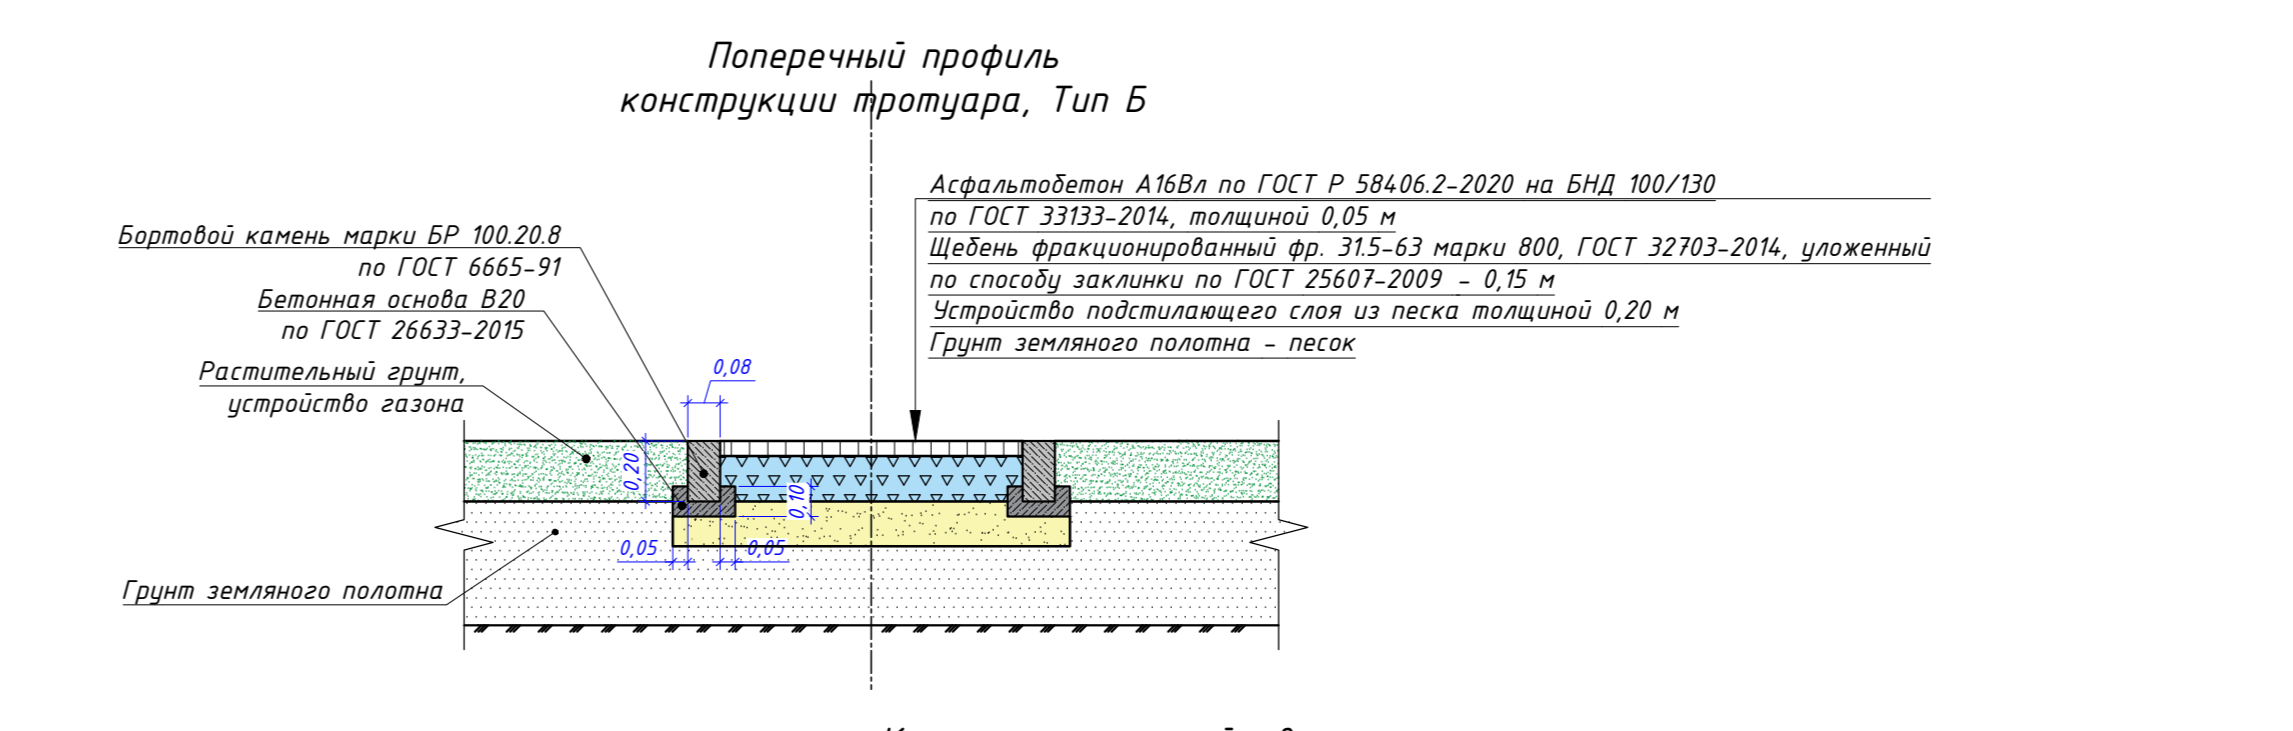 Поперечный профиль
конструкции тротуара, Тип Б
Асфальтобетон А16Вл по ГОСТ Р 58406.2-2020 на БНД 100/130
по ГОСТ 33133-2014, толщиной 0,05 м
Щебень фракционированный фр. 31.5-63 марки 800, ГОСТ 32703-2014, уложенный
по способу заклинки по ГОСТ 25607-2009 - 0,15 м
Устройство подстилающего слоя из песка толщиной 0,20 м
Грунт земляного полотна - песок
Бортовой камень марки БР 100.20.8
по ГОСТ 6665-91
Бетонная основа В20
по ГОСТ 26633-2015
Растительный грунт,
устройство газона
0,08
0,20
0,10
0,05
0,05
Грунт земляного полотна